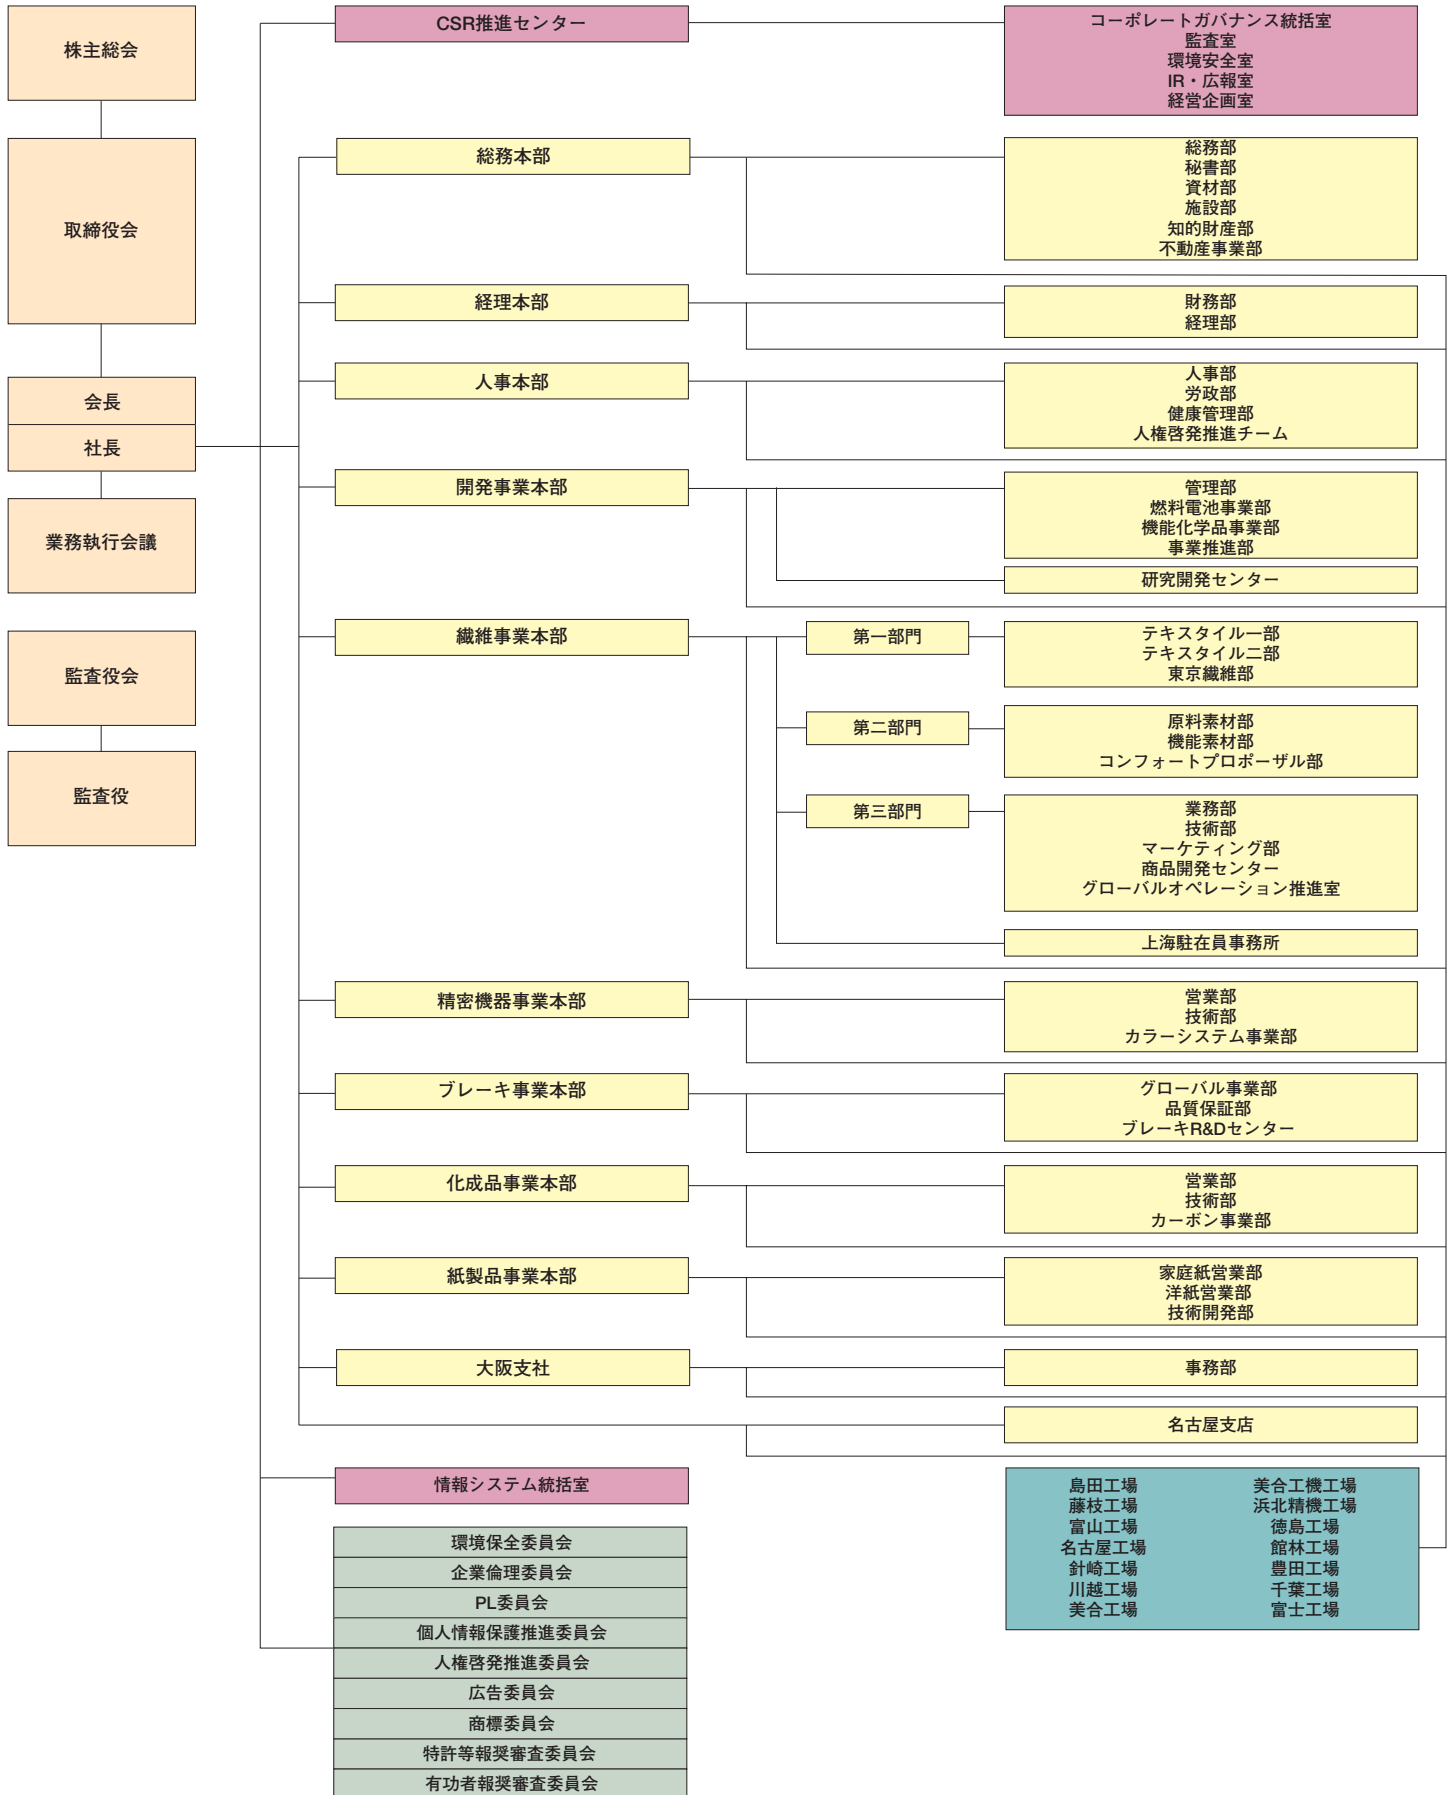 株主総会
取締役会
会長
社長
業務執行会議
監査役会
監査役
CSR推進センター
コーポレートガバナンス統括室
監査室
環境安全室
IR・広報室
経営企画室
総務本部
総務部
秘書部
資材部
施設部
知的財産部
不動産事業部
経理本部
財務部
経理部
人事本部
人事部
労政部
健康管理部
人権啓発推進チーム
開発事業本部
管理部
燃料電池事業部
機能化学品事業部
事業推進部
研究開発センター
繊維事業本部
第一部門
テキスタイル一部
テキスタイル二部
東京繊維部
第二部門
原料素材部
機能素材部
コンフォートプロポーザル部
第三部門
業務部
技術部
マーケティング部
商品開発センター
グローバルオペレーション推進室
上海駐在員事務所
精密機器事業本部
営業部
技術部
カラーシステム事業部
ブレーキ事業本部
グローバル事業部
品質保証部
ブレーキR&Dセンター
化成品事業本部
営業部
技術部
カーボン事業部
紙製品事業本部
家庭紙営業部
洋紙営業部
技術開発部
大阪支社
事務部
名古屋支店
情報システム統括室
環境保全委員会
企業倫理委員会
PL委員会
個人情報保護推進委員会
人権啓発推進委員会
広告委員会
商標委員会
特許等報奨審査委員会
有功者報奨審査委員会
島田工場
藤枝工場
富山工場
名古屋工場
針崎工場
川越工場
美合工場
美合工機工場
浜北精機工場
徳島工場
館林工場
豊田工場
千葉工場
富士工場